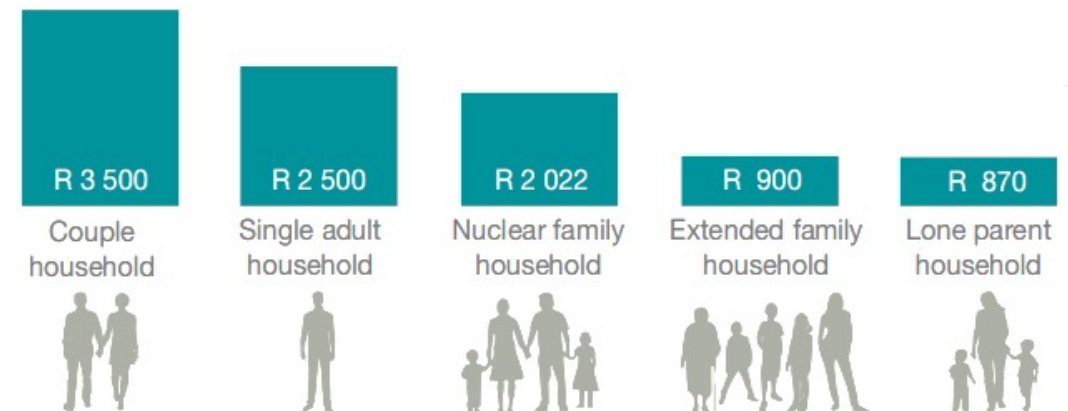 R 3 500
R 2 500
R 2 022
R 900
R 870
Couple household
Single adult household
Nuclear family household
Extended family household
Lone parent household